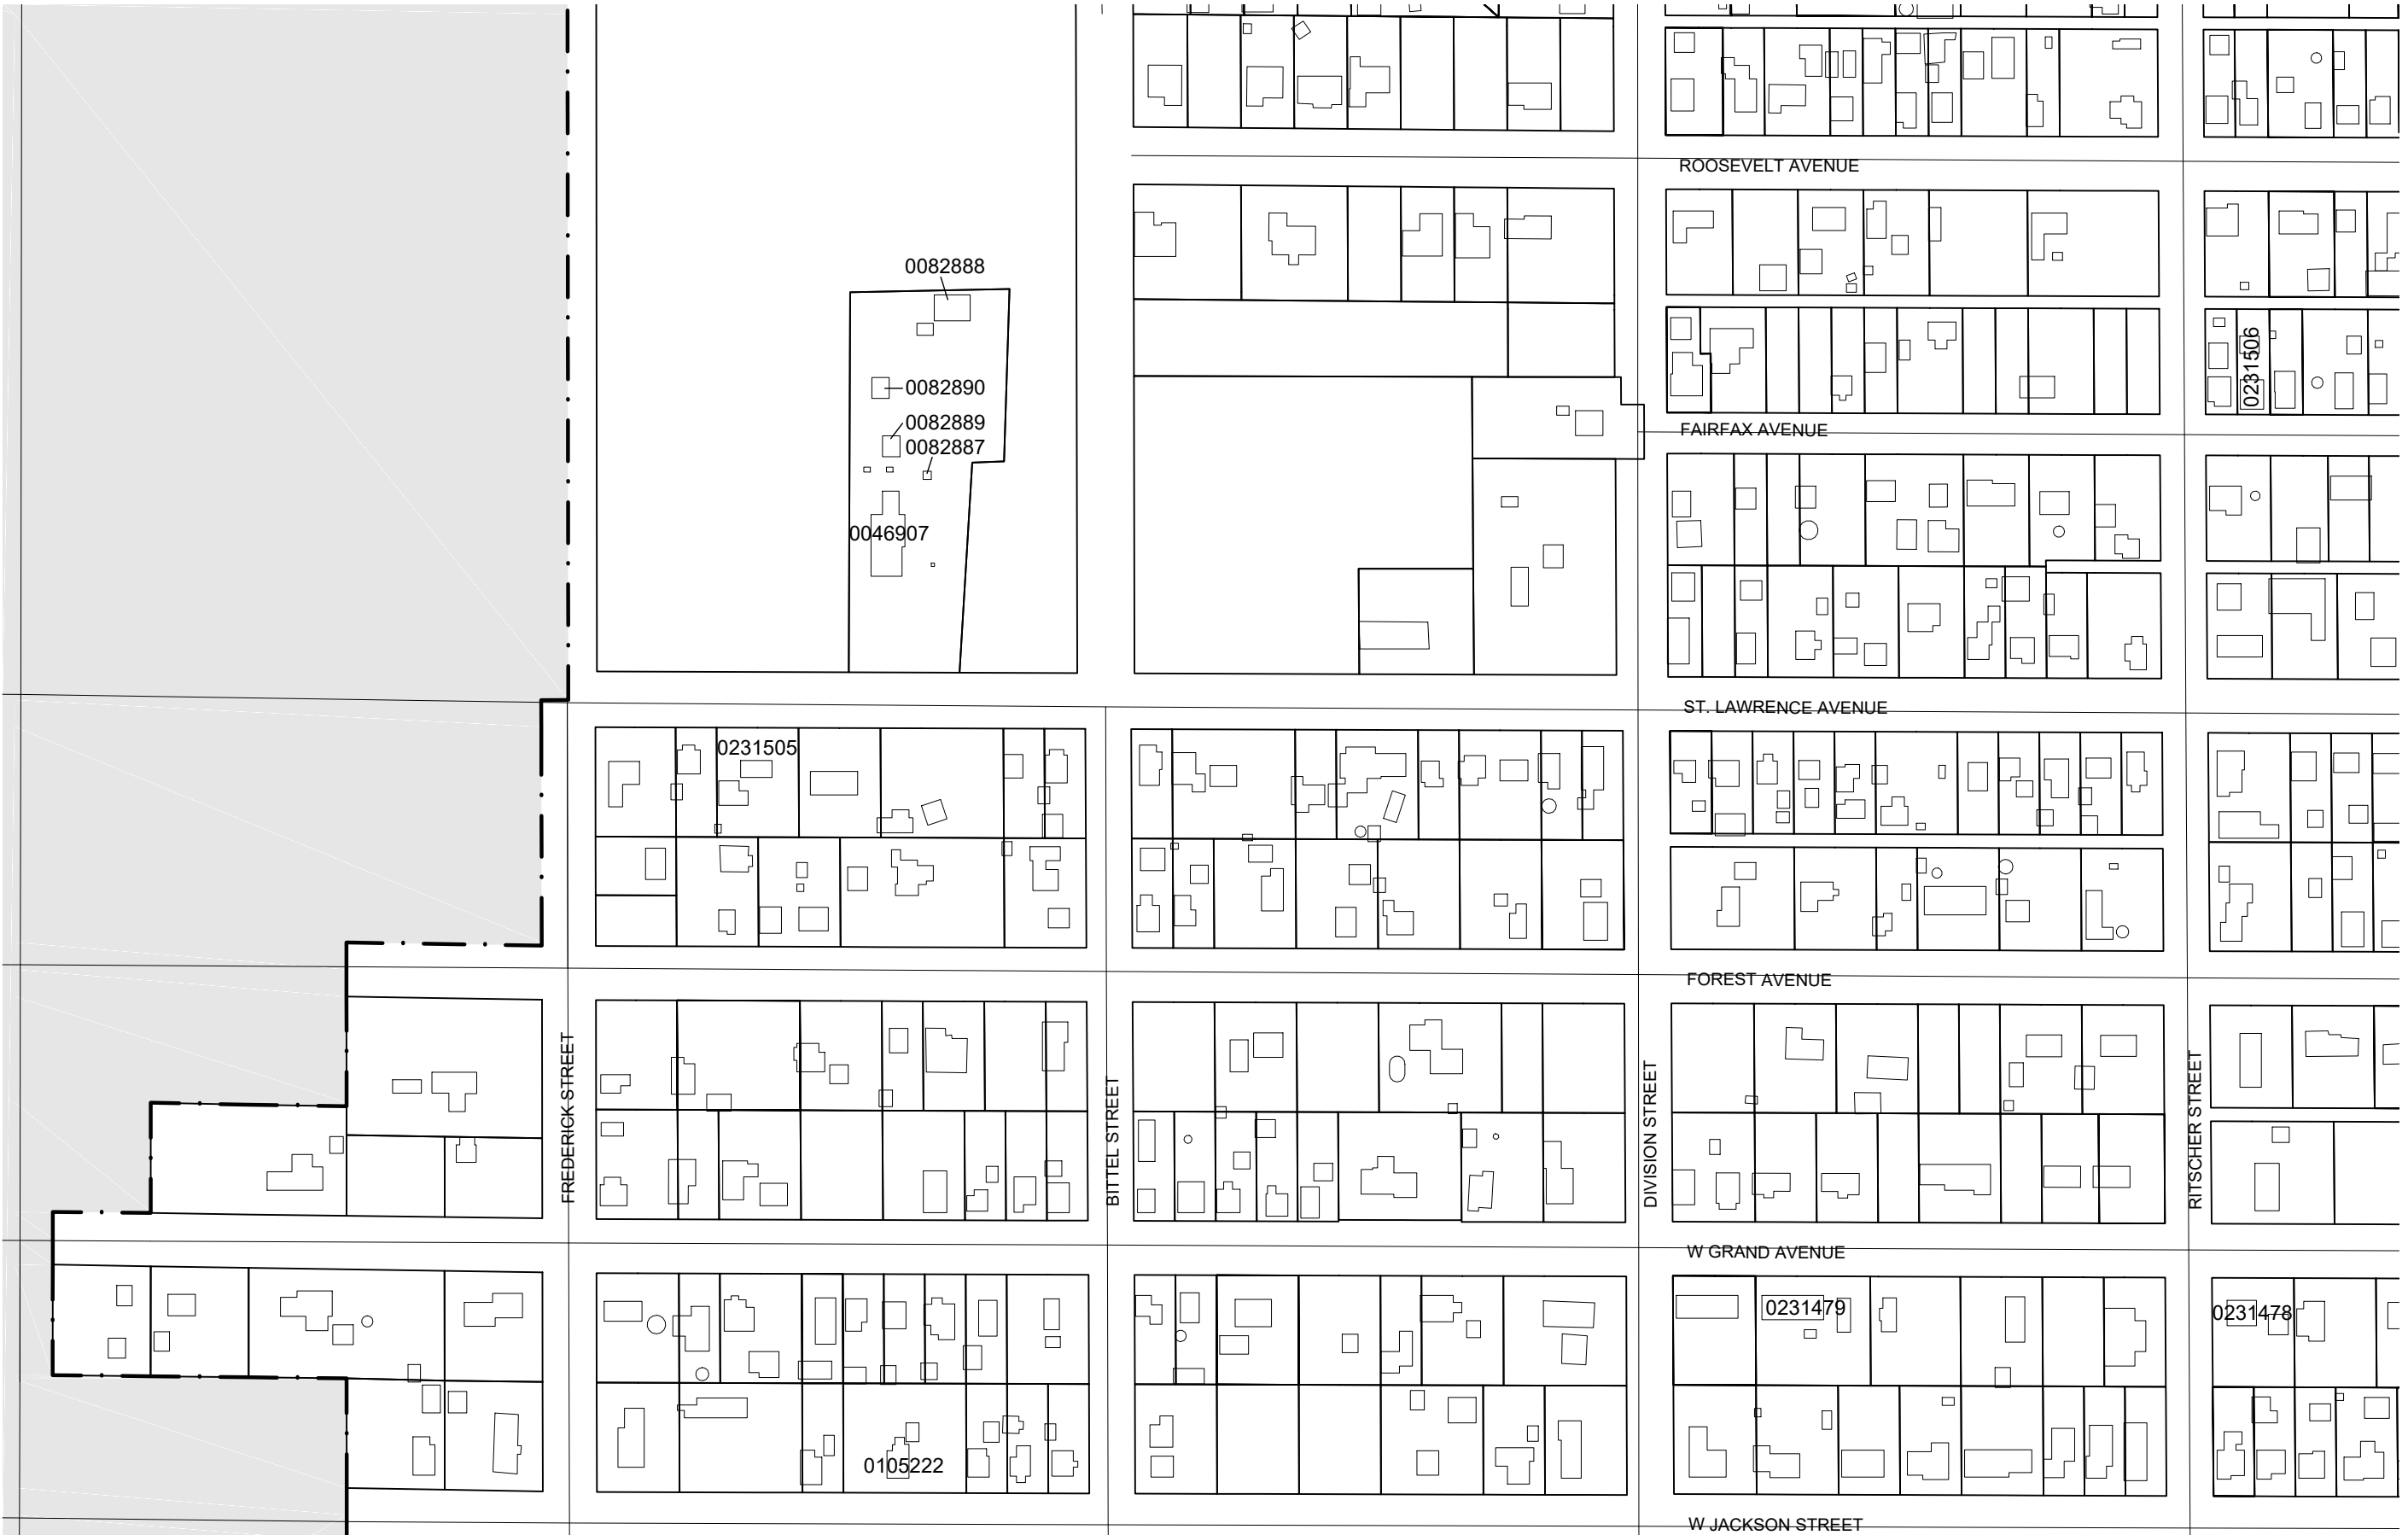 ROOSEVELT AVENUE
0082888
0231506
0082890
0082889
FAIRFAX AVENUE
0082887
0046907
ST. LAWRENCE AVENUE
0231505
FOREST AVENUE
FREDERICK STREET
BITTEL STREET
DIVISION STREET
RITSCHER STREET
W GRAND AVENUE
0231479
0231478
0105222
W JACKSON STREET